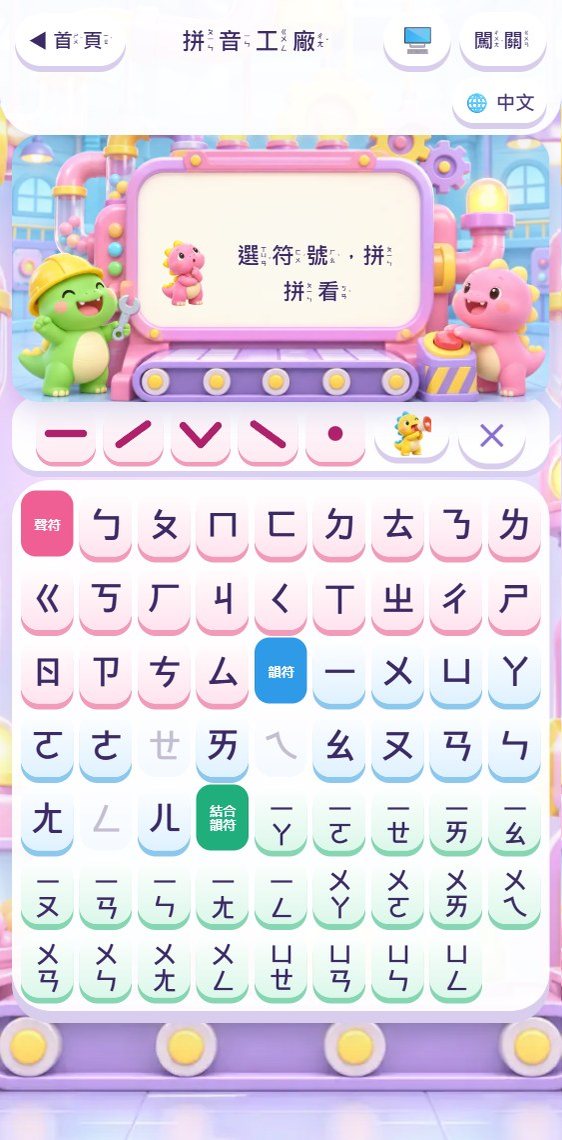 ◀ 首頁 拼音工廠 闖關
中文
選符號，拼
拼看
聲符 ㄅ ㄆ ㄇ ㄈ ㄉ ㄊ ㄋ ㄌ
ㄍ ㄎ ㄏ ㄐ ㄑ ㄒ ㄓ ㄔ ㄕ
ㄖ ㄗ ㄘ ㄙ 韻符 ㄧ ㄨ ㄩ ㄚ
ㄛ ㄜ ㄝ ㄞ ㄟ ㄠ ㄡ ㄢ ㄣ
ㄤ ㄥ ㄦ 結合韻符 ㄧㄚ ㄧㄛ ㄧㄝ ㄧㄞ ㄧㄠ
ㄧㄡ ㄧㄢ ㄧㄣ ㄧㄤ ㄧㄥ ㄨㄚ ㄨㄛ ㄨㄞ ㄨㄟ
ㄨㄢ ㄨㄣ ㄨㄤ ㄨㄥ ㄩㄝ ㄩㄢ ㄩㄣ ㄩㄥ